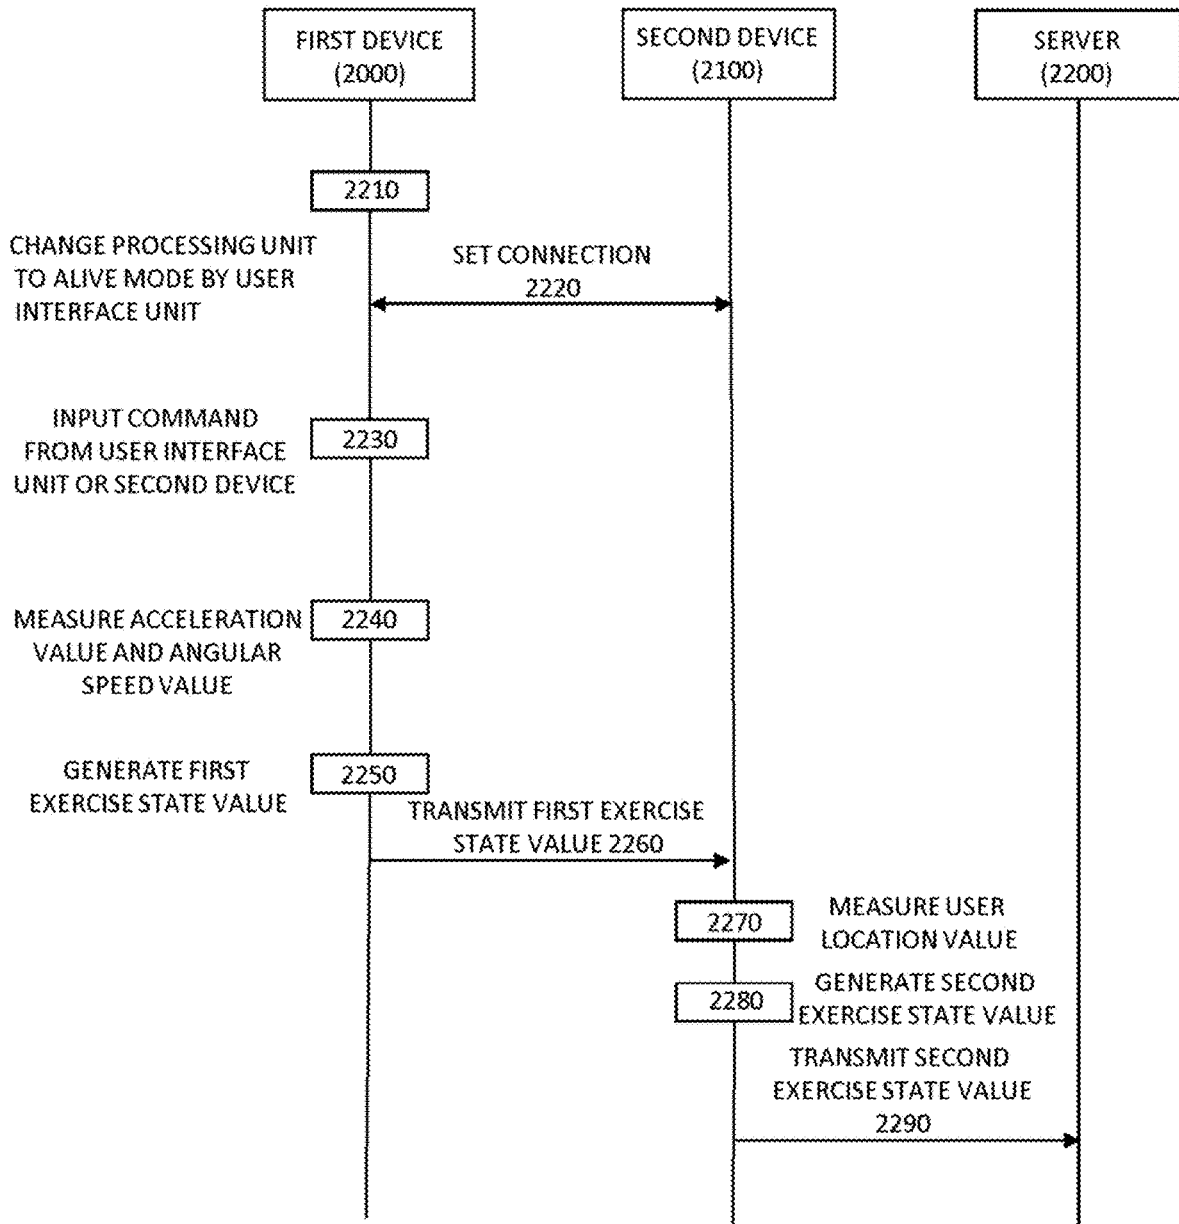 FIRST DEVICE
(2000)
SECOND DEVICE
(2100)
SERVER
(2200)
2210
CHANGE PROCESSING UNIT
TO ALIVE MODE BY USER
INTERFACE UNIT
SET CONNECTION
2220
INPUT COMMAND
FROM USER INTERFACE
UNIT OR SECOND DEVICE
2230
MEASURE ACCELERATION
VALUE AND ANGULAR
SPEED VALUE
2240
GENERATE FIRST
EXERCISE STATE VALUE
2250
TRANSMIT FIRST EXERCISE
STATE VALUE 2260
2270
MEASURE USER
LOCATION VALUE
2280
GENERATE SECOND
EXERCISE STATE VALUE
TRANSMIT SECOND
EXERCISE STATE VALUE
2290